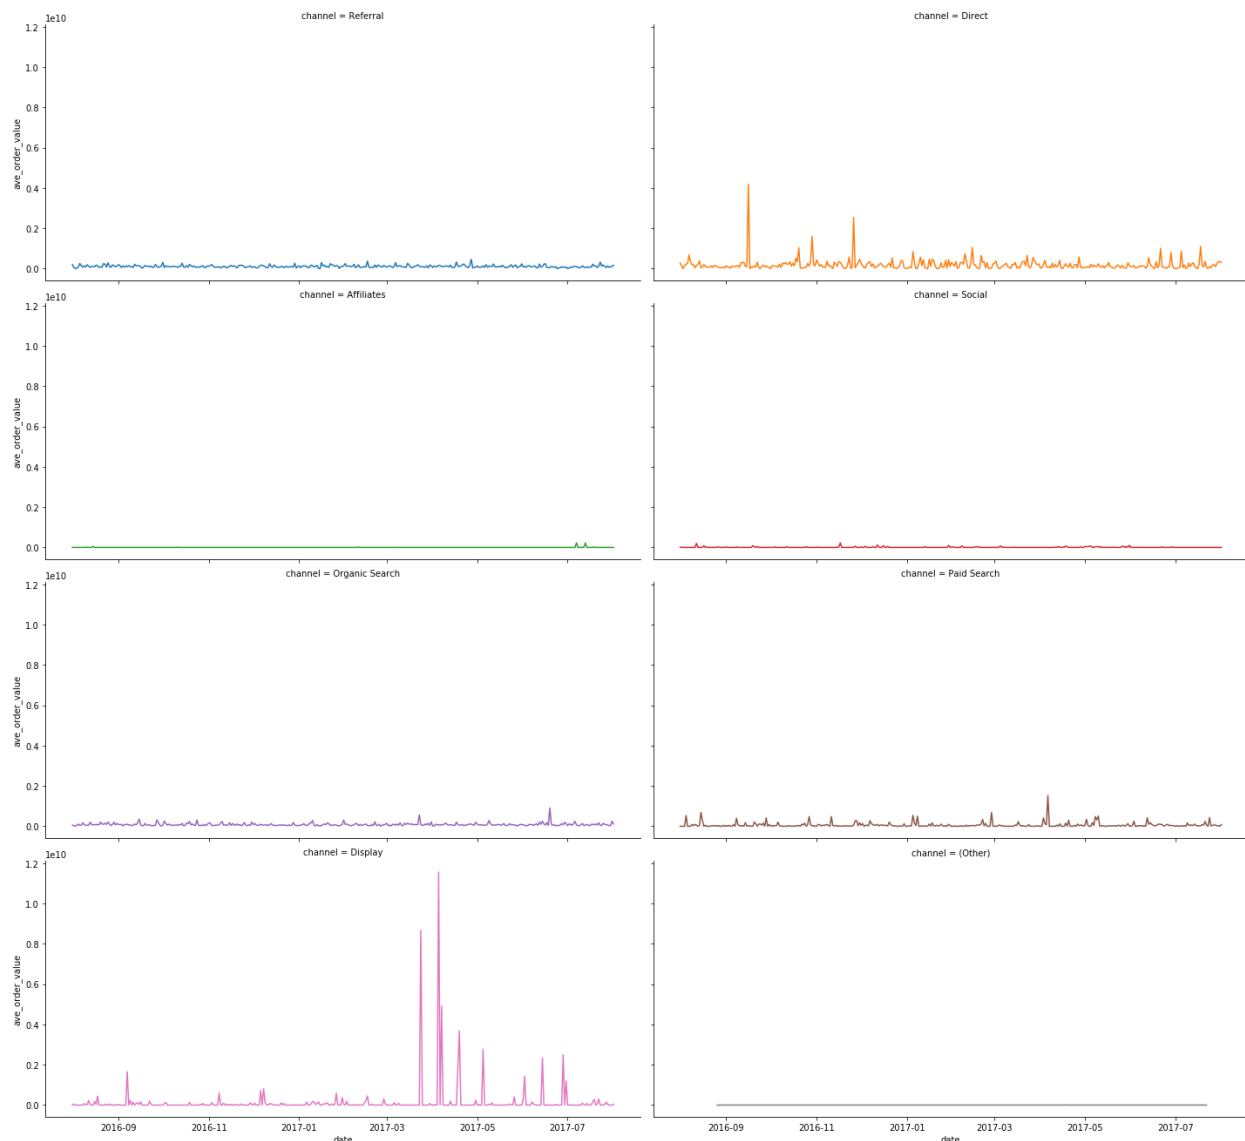 1e10
channel = Referral
channel = Direct
1.2
1.0
0.8
0.6
0.4
0.2
0.0
ave_order_value
1e10
channel = Affiliates
channel = Social
1.2
1.0
0.8
0.6
0.4
0.2
0.0
ave_order_value
1e10
channel = Organic Search
channel = Paid Search
1.2
1.0
0.8
0.6
0.4
0.2
0.0
ave_order_value
1e10
channel = Display
channel = (Other)
1.2
1.0
0.8
0.6
0.4
0.2
0.0
ave_order_value
2016-09 2016-11 2017-01 2017-03 2017-05 2017-07
date
2016-09 2016-11 2017-01 2017-03 2017-05 2017-07
date